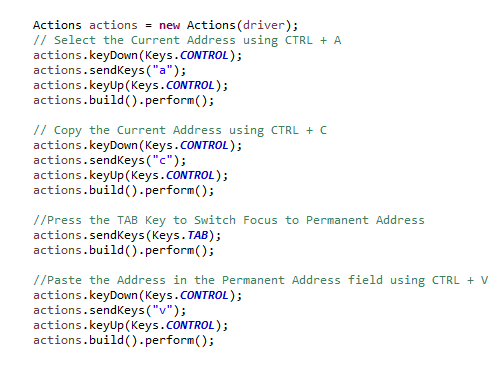 Actions actions = new Actions(driver);
// Select the Current Address using CTRL + A
actions.keyDown(Keys.CONTROL);
actions.sendKeys("a");
actions.keyUp(Keys.CONTROL);
actions.build().perform();

// Copy the Current Address using CTRL + C
actions.keyDown(Keys.CONTROL);
actions.sendKeys("c");
actions.keyUp(Keys.CONTROL);
actions.build().perform();

//Press the TAB Key to Switch Focus to Permanent Address
actions.sendKeys(Keys.TAB);
actions.build().perform();

//Paste the Address in the Permanent Address field using CTRL + V
actions.keyDown(Keys.CONTROL);
actions.sendKeys("v");
actions.keyUp(Keys.CONTROL);
actions.build().perform();